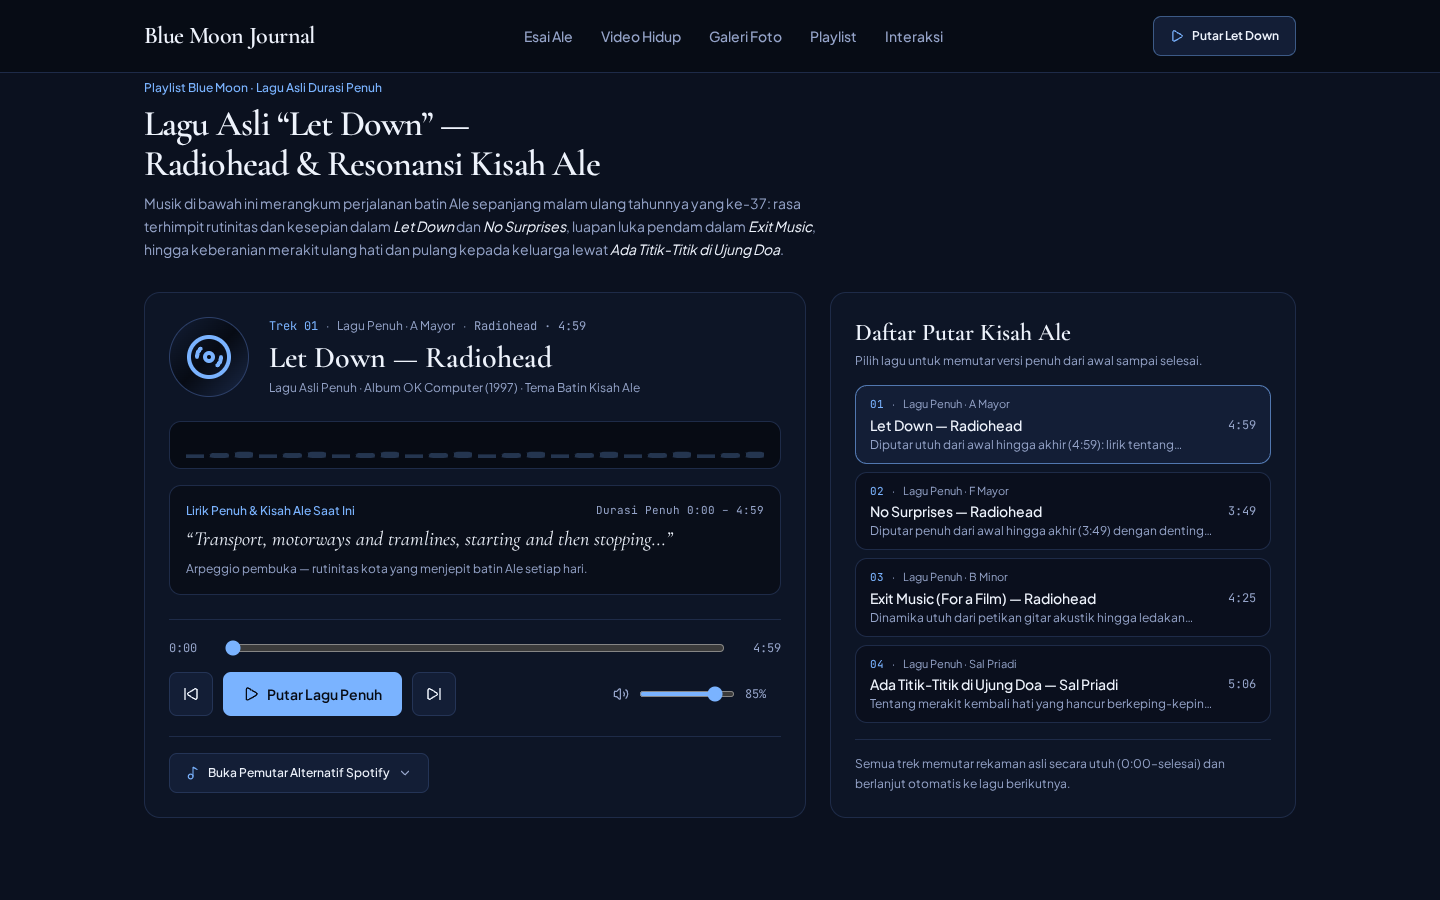 Blue Moon Journal
Esai Ale
Video Hidup
Galeri Foto
Playlist
Interaksi
Putar Let Down
Playlist Blue Moon · Lagu Asli Durasi Penuh
Lagu Asli “Let Down” —
Radiohead & Resonansi Kisah Ale
Musik di bawah ini merangkum perjalanan batin Ale sepanjang malam ulang tahunnya yang ke-37: rasa
terhimpit rutinitas dan kesepian dalam Let Down dan No Surprises, luapan luka pendam dalam Exit Music,
hingga keberanian merakit ulang hati dan pulang kepada keluarga lewat Ada Titik-Titik di Ujung Doa.
Trek 01 · Lagu Penuh · A Mayor · Radiohead · 4:59
Let Down — Radiohead
Lagu Asli Penuh · Album OK Computer (1997) · Tema Batin Kisah Ale
Lirik Penuh & Kisah Ale Saat Ini
Durasi Penuh 0:00 – 4:59
“Transport, motorways and tramlines, starting and then stopping...”
Arpeggio pembuka — rutinitas kota yang menjepit batin Ale setiap hari.
0:00
4:59
Putar Lagu Penuh
85%
Buka Pemutar Alternatif Spotify
Daftar Putar Kisah Ale
Pilih lagu untuk memutar versi penuh dari awal sampai selesai.
01 · Lagu Penuh · A Mayor
Let Down — Radiohead
4:59
Diputar utuh dari awal hingga akhir (4:59): lirik tentang...
02 · Lagu Penuh · F Mayor
No Surprises — Radiohead
3:49
Diputar penuh dari awal hingga akhir (3:49) dengan denting...
03 · Lagu Penuh · B Minor
Exit Music (For a Film) — Radiohead
4:25
Dinamika utuh dari petikan gitar akustik hingga ledakan...
04 · Lagu Penuh · Sal Priadi
Ada Titik-Titik di Ujung Doa — Sal Priadi
5:06
Tentang merakit kembali hati yang hancur berkeping-kepin...
Semua trek memutar rekaman asli secara utuh (0:00–selesai) dan
berlanjut otomatis ke lagu berikutnya.